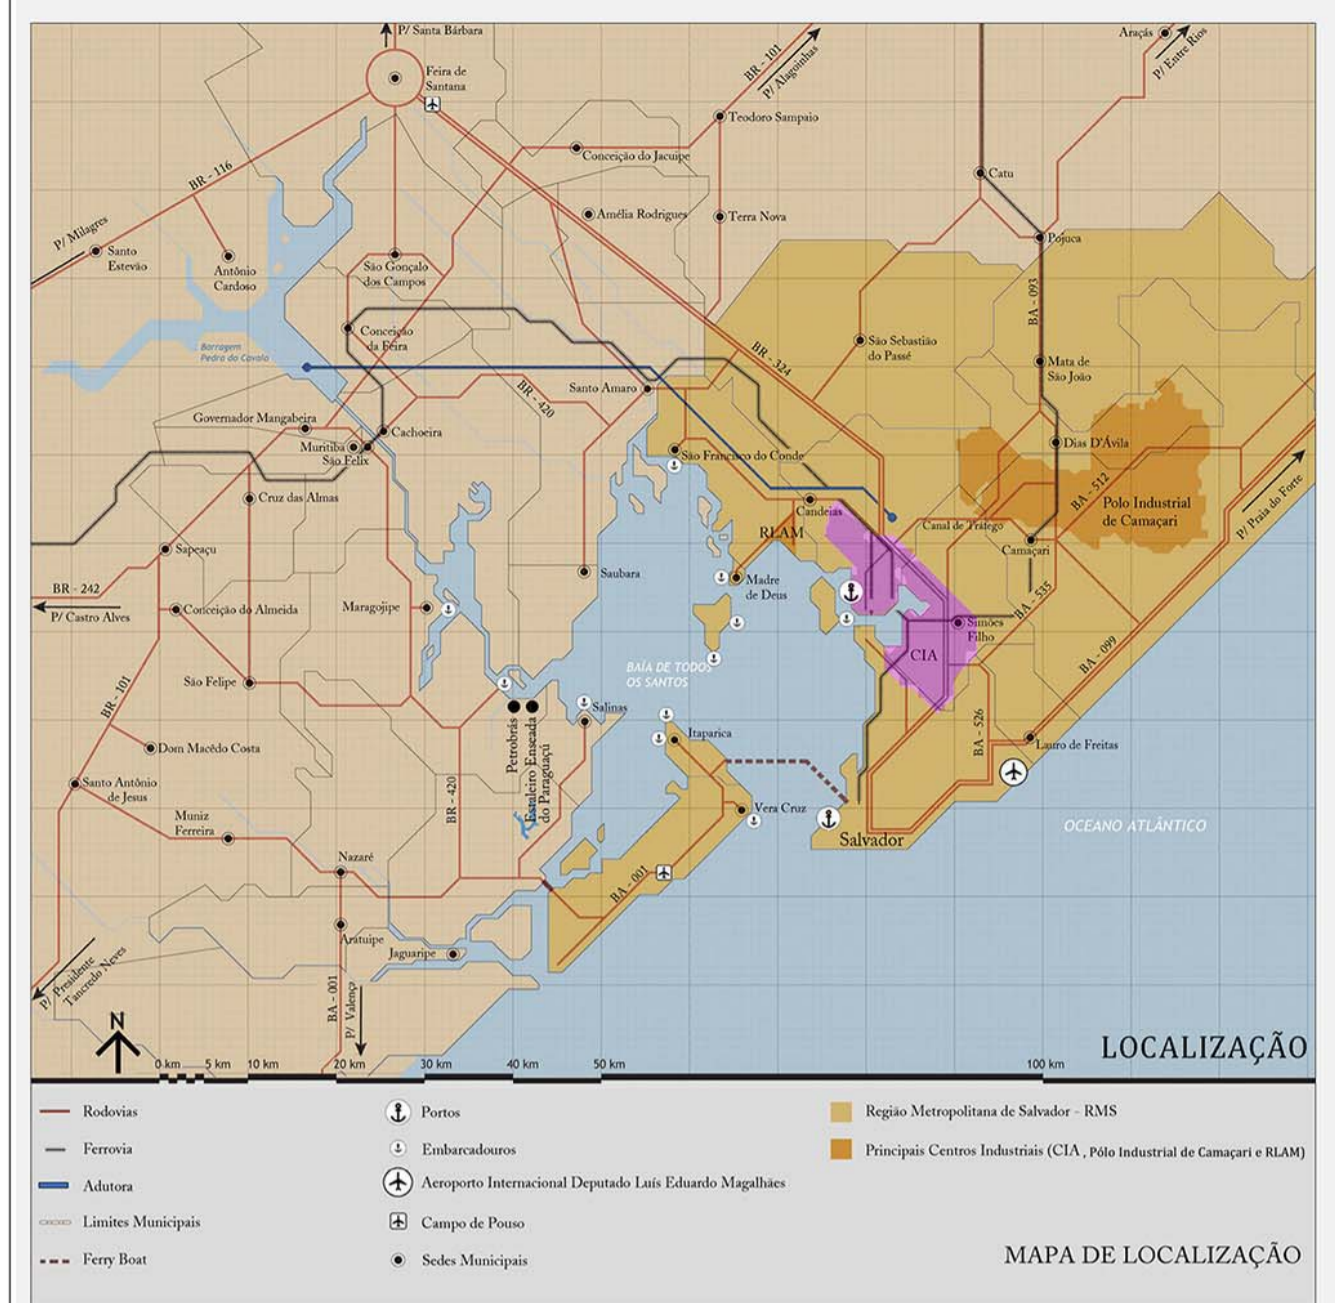 P/ Santa Bárbara
Feira de
Santana
BR - 101
P/ Alagoinhas
Araçás
P/ Entre Rios
Teodoro Sampaio
Conceição do Jacuipe
BR - 116
Catu
Amélia Rodrigues
Terra Nova
P/ Milagres
Santo
Estevão
Antônio
Cardoso
São Gonçalo
dos Campos
Pojuca
BA - 093
Conceição
da Feira
Barragem
Pedra do Cavalo
São Sebastião
do Passé
BR - 324
Mata de
São João
Santo Amaro
BR - 420
Governador Mangabeira
Cachoeira
Muritiba
São Felix
São Francisco do Conde
Dias D'Ávila
Cruz das Almas
Candeias
BA - 512
Polo Industrial
de Camaçari
P/ Praia do Forte
RLAM
Canal de Tráfego
Camaçari
Sapeaçu
Saubara
Madre
de Deus
BR - 242
P/ Castro Alves
Conceição do Almeida
Maragojipe
BA - 535
Simões
Filho
CIA
BA - 099
BAÍA DE TODOS
OS SANTOS
São Felipe
BR - 101
Salinas
Petrobrás
Estaleiro Enseada
do Paraguaçú
Itaparica
BA - 526
Lauro de Freitas
Dom Macêdo Costa
Santo Antônio
de Jesus
BR - 420
Vera Cruz
Muniz
Ferreira
Salvador
OCEANO ATLÂNTICO
Nazaré
BA - 001
Aratuipe
Jaguaripe
P/ Presidente
Tancredo Neves
BA - 001
P/ Valença
N
LOCALIZAÇÃO
0 km 5 km 10 km 20 km 30 km 40 km 50 km 100 km
Rodovias
Ferrovia
Adutora
Limites Municipais
Ferry Boat
Portos
Embarcadouros
Aeroporto Internacional Deputado Luís Eduardo Magalhães
Campo de Pouso
Sedes Municipais
Região Metropolitana de Salvador - RMS
Principais Centros Industriais (CIA , Pólo Industrial de Camaçari e RLAM)
MAPA DE LOCALIZAÇÃO